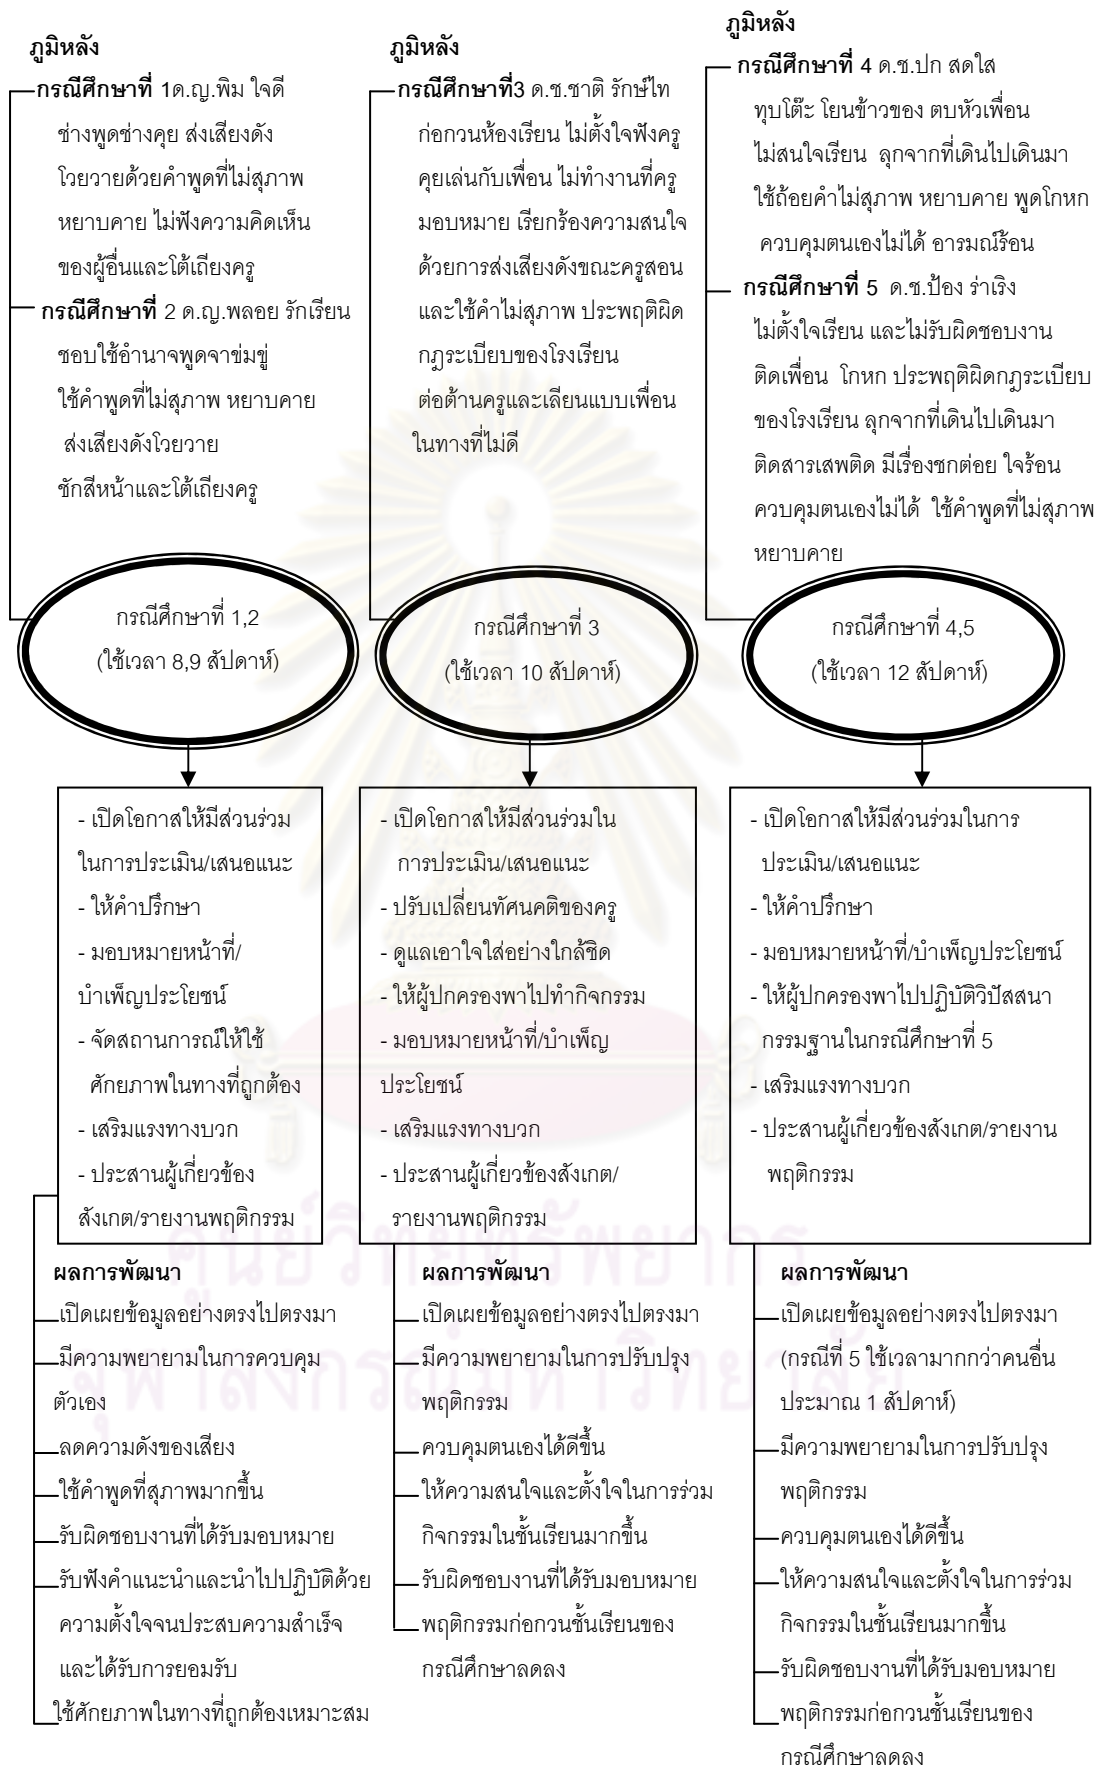 ภูมิหลัง
กรณีศึกษาที่ 1ด.ญ.พิม ใจดี
ช่างพูดช่างคุย ส่งเสียงดัง
โวยวายด้วยคำพูดที่ไม่สุภาพ
หยาบคาย ไม่ฟังความคิดเห็น
ของผู้อื่นและโต้เถียงครู
กรณีศึกษาที่ 2 ด.ญ.พลอย รักเรียน
ชอบใช้อำนาจพูดจาข่มขู่
ใช้คำพูดที่ไม่สุภาพ หยาบคาย
ส่งเสียงดังโวยวาย
ชักสีหน้าและโต้เถียงครู
กรณีศึกษาที่ 1,2
(ใช้เวลา 8,9 สัปดาห์)
- เปิดโอกาสให้มีส่วนร่วม
ในการประเมิน/เสนอแนะ
- ให้คำปรึกษา
- มอบหมายหน้าที่/
บำเพ็ญประโยชน์
- จัดสถานการณ์ให้ใช้
ศักยภาพในทางที่ถูกต้อง
- เสริมแรงทางบวก
- ประสานผู้เกี่ยวข้อง
สังเกต/รายงานพฤติกรรม
ผลการพัฒนา
เปิดเผยข้อมูลอย่างตรงไปตรงมา
มีความพยายามในการควบคุม
ตัวเอง
ลดความดังของเสียง
ใช้คำพูดที่สุภาพมากขึ้น
รับผิดชอบงานที่ได้รับมอบหมาย
รับฟังคำแนะนำและนำไปปฏิบัติด้วย
ความตั้งใจจนประสบความสำเร็จ
และได้รับการยอมรับ
ใช้ศักยภาพในทางที่ถูกต้องเหมาะสม
ภูมิหลัง
กรณีศึกษาที่3 ด.ช.ชาติ รักษ์ไท
ก่อกวนห้องเรียน ไม่ตั้งใจฟังครู
คุยเล่นกับเพื่อน ไม่ทำงานที่ครู
มอบหมาย เรียกร้องความสนใจ
ด้วยการส่งเสียงดังขณะครูสอน
และใช้คำไม่สุภาพ ประพฤติผิด
กฎระเบียบของโรงเรียน
ต่อต้านครูและเลียนแบบเพื่อน
ในทางที่ไม่ดี
กรณีศึกษาที่ 3
(ใช้เวลา 10 สัปดาห์)
- เปิดโอกาสให้มีส่วนร่วมใน
การประเมิน/เสนอแนะ
- ปรับเปลี่ยนทัศนคติของครู
- ดูแลเอาใจใส่อย่างใกล้ชิด
- ให้ผู้ปกครองพาไปทำกิจกรรม
- มอบหมายหน้าที่/บำเพ็ญ
ประโยชน์
- เสริมแรงทางบวก
- ประสานผู้เกี่ยวข้องสังเกต/
รายงานพฤติกรรม
ผลการพัฒนา
เปิดเผยข้อมูลอย่างตรงไปตรงมา
มีความพยายามในการปรับปรุง
พฤติกรรม
ควบคุมตนเองได้ดีขึ้น
ให้ความสนใจและตั้งใจในการร่วม
กิจกรรมในชั้นเรียนมากขึ้น
รับผิดชอบงานที่ได้รับมอบหมาย
พฤติกรรมก่อกวนชั้นเรียนของ
กรณีศึกษาลดลง
ภูมิหลัง
กรณีศึกษาที่ 4 ด.ช.ปก สดใส
ทุบโต๊ะ โยนข้าวของ ตบหัวเพื่อน
ไม่สนใจเรียน ลุกจากที่เดินไปเดินมา
ใช้ถ้อยคำไม่สุภาพ หยาบคาย พูดโกหก
ควบคุมตนเองไม่ได้ อารมณ์ร้อน
กรณีศึกษาที่ 5 ด.ช.ป้อง ร่าเริง
ไม่ตั้งใจเรียน และไม่รับผิดชอบงาน
ติดเพื่อน โกหก ประพฤติผิดกฎระเบียบ
ของโรงเรียน ลุกจากที่เดินไปเดินมา
ติดสารเสพติด มีเรื่องชกต่อย ใจร้อน
ควบคุมตนเองไม่ได้ ใช้คำพูดที่ไม่สุภาพ
หยาบคาย
กรณีศึกษาที่ 4,5
(ใช้เวลา 12 สัปดาห์)
- เปิดโอกาสให้มีส่วนร่วมในการ
ประเมิน/เสนอแนะ
- ให้คำปรึกษา
- มอบหมายหน้าที่/บำเพ็ญประโยชน์
- ให้ผู้ปกครองพาไปปฏิบัติวิปัสสนา
กรรมฐานในกรณีศึกษาที่ 5
- เสริมแรงทางบวก
- ประสานผู้เกี่ยวข้องสังเกต/รายงาน
พฤติกรรม
ผลการพัฒนา
เปิดเผยข้อมูลอย่างตรงไปตรงมา
(กรณีที่ 5 ใช้เวลามากกว่าคนอื่น
ประมาณ 1 สัปดาห์)
มีความพยายามในการปรับปรุง
พฤติกรรม
ควบคุมตนเองได้ดีขึ้น
ให้ความสนใจและตั้งใจในการร่วม
กิจกรรมในชั้นเรียนมากขึ้น
รับผิดชอบงานที่ได้รับมอบหมาย
พฤติกรรมก่อกวนชั้นเรียนของ
กรณีศึกษาลดลง
ศูนย์วิทยทรัพยากร
จุฬาลงกรณ์มหาวิทยาลัย